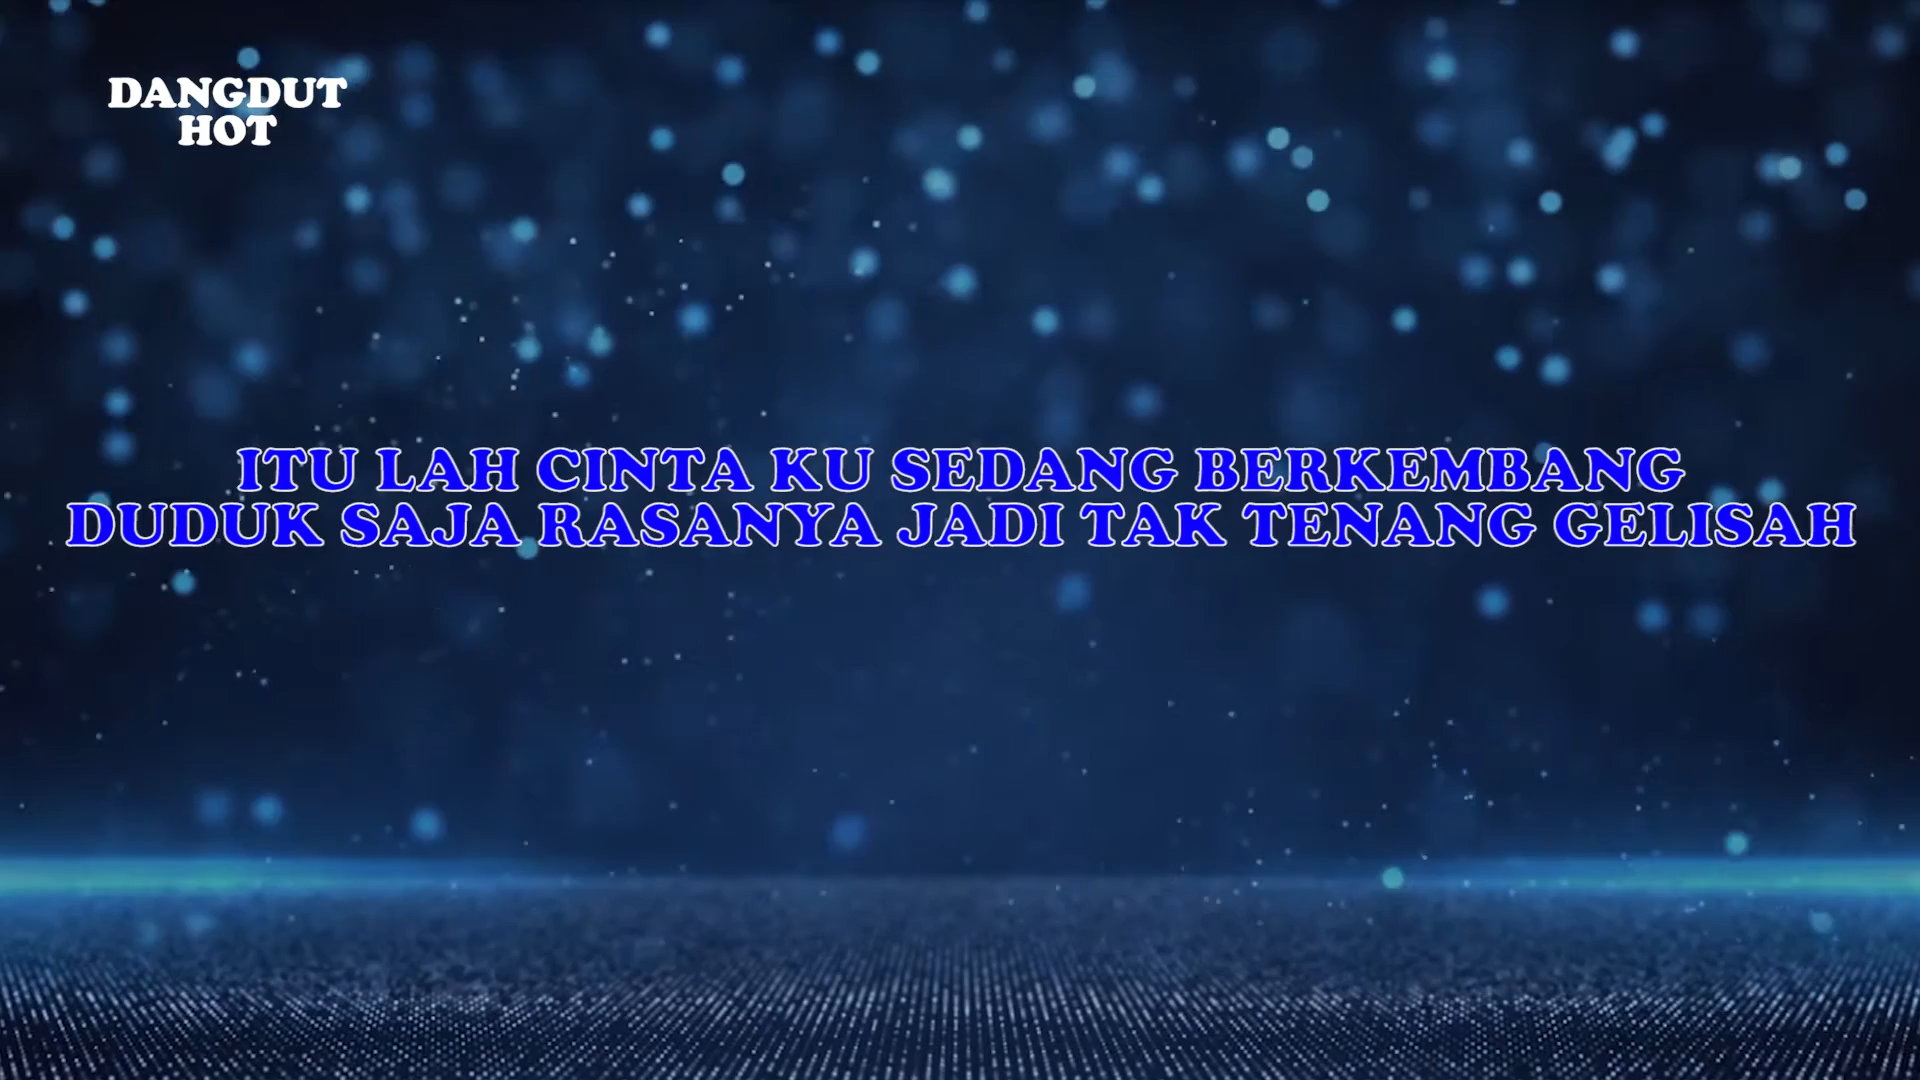 DANGDUT
HOT
ITU LAH CINTA KU SEDANG BERKEMBANG
DUDUK SAJA RASANYA JADI TAK TENANG GELISAH